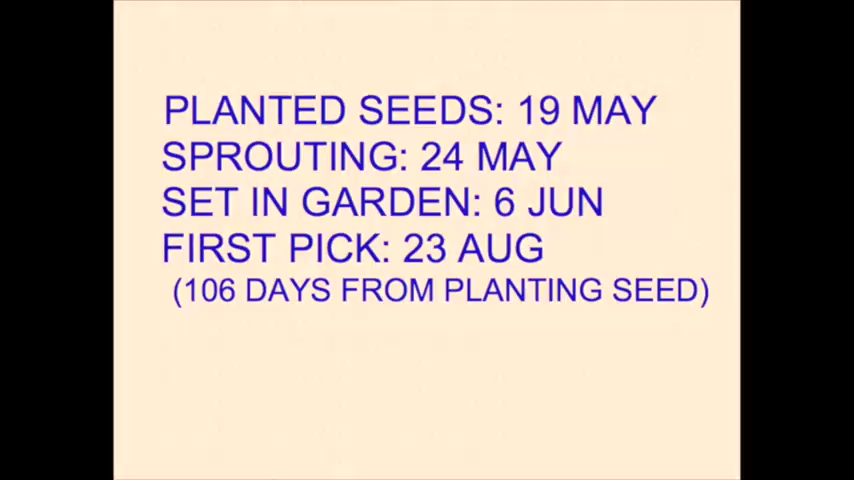 PLANTED SEEDS: 19 MAY
SPROUTING: 24 MAY
SET IN GARDEN: 6 JUN
FIRST PICK: 23 AUG
(106 DAYS FROM PLANTING SEED)